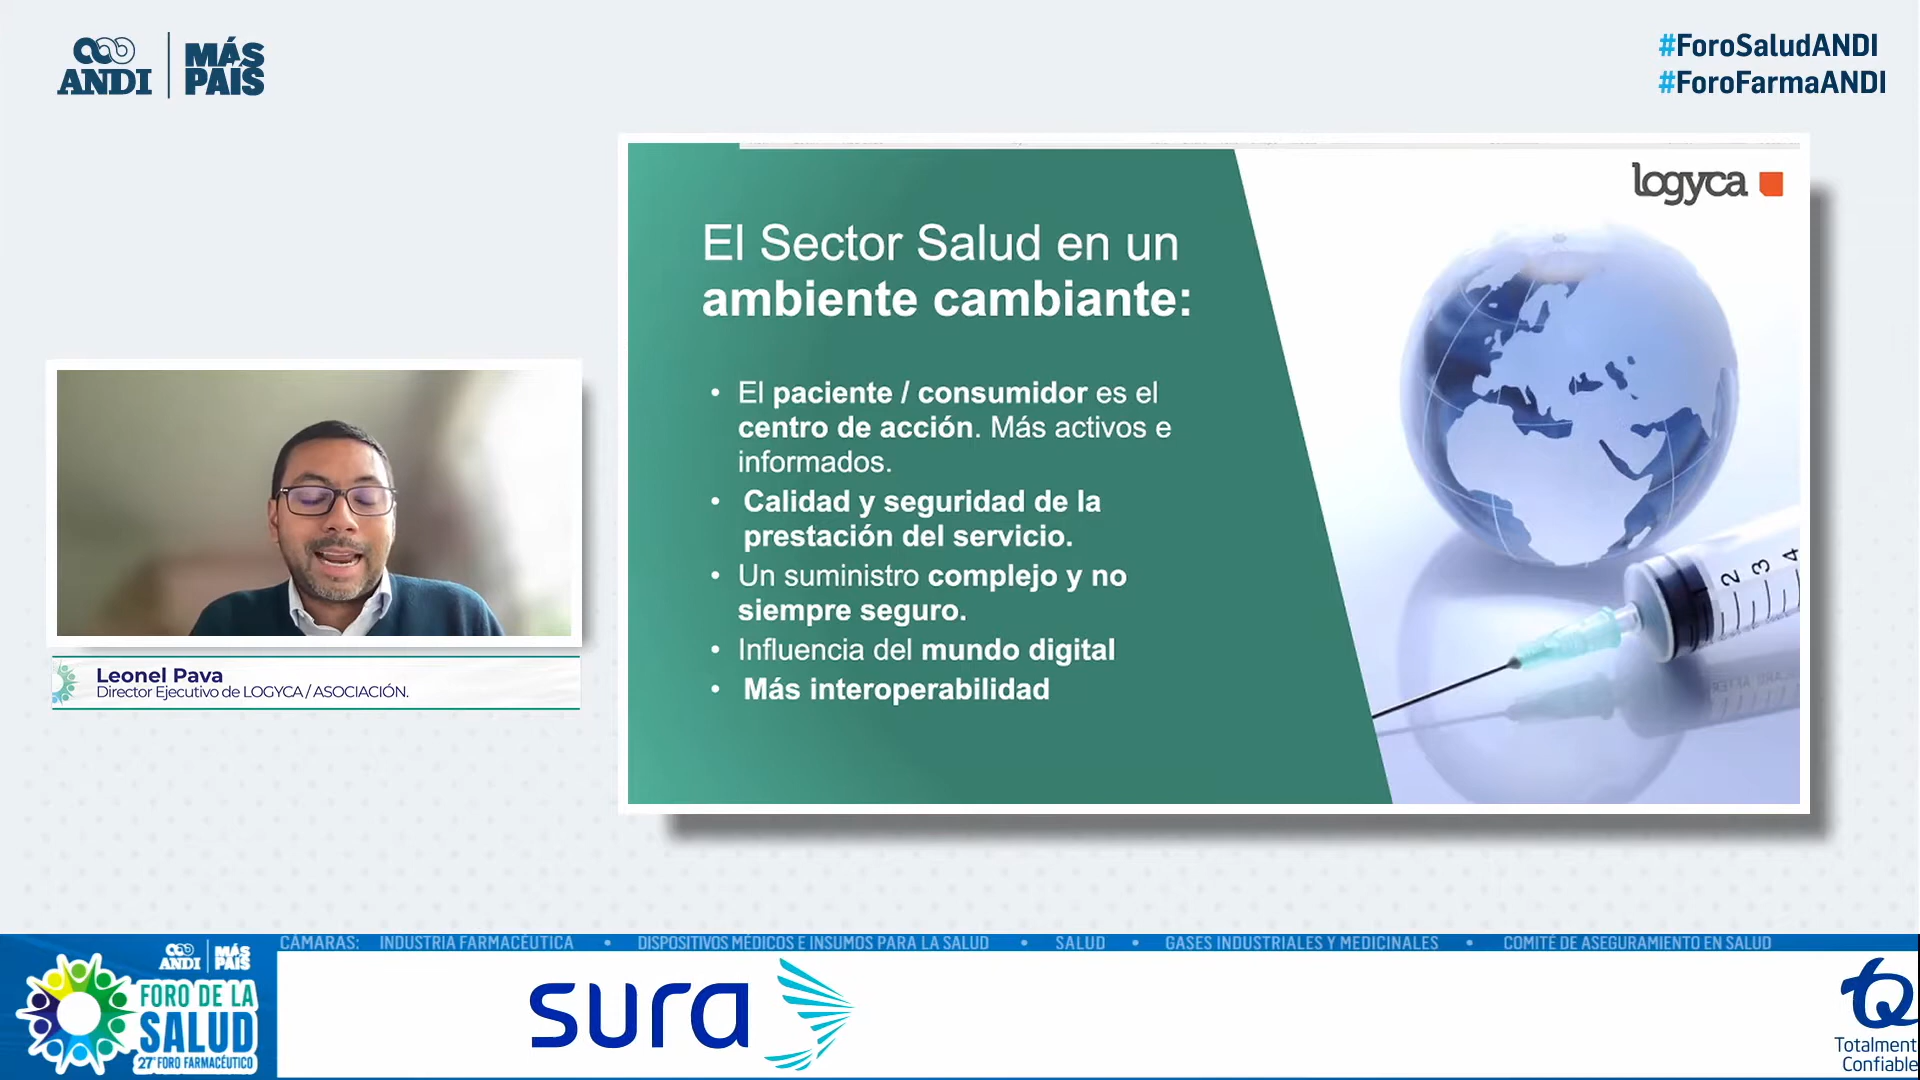 ANDI
MÁS
PAÍS
#ForoSaludANDI
#ForoFarmaANDI
logyca
El Sector Salud en un
ambiente cambiante:
• El paciente / consumidor es el
centro de acción. Más activos e
informados.
• Calidad y seguridad de la
prestación del servicio.
• Un suministro complejo y no
siempre seguro.
• Influencia del mundo digital
• Más interoperabilidad
2 3 4
Leonel Pava
Director Ejecutivo de LOGYCA / ASOCIACIÓN.
CÁMARAS: INDUSTRIA FARMACÉUTICA • DISPOSITIVOS MÉDICOS E INSUMOS PARA LA SALUD • SALUD • GASES INDUSTRIALES Y MEDICINALES • COMITÉ DE ASEGURAMIENTO EN SALUD
ANDI
MÁS
PAÍS
FORO DE LA
SALUD
27° FORO FARMACÉUTICO
sura
TQ
Totalment
Confiable